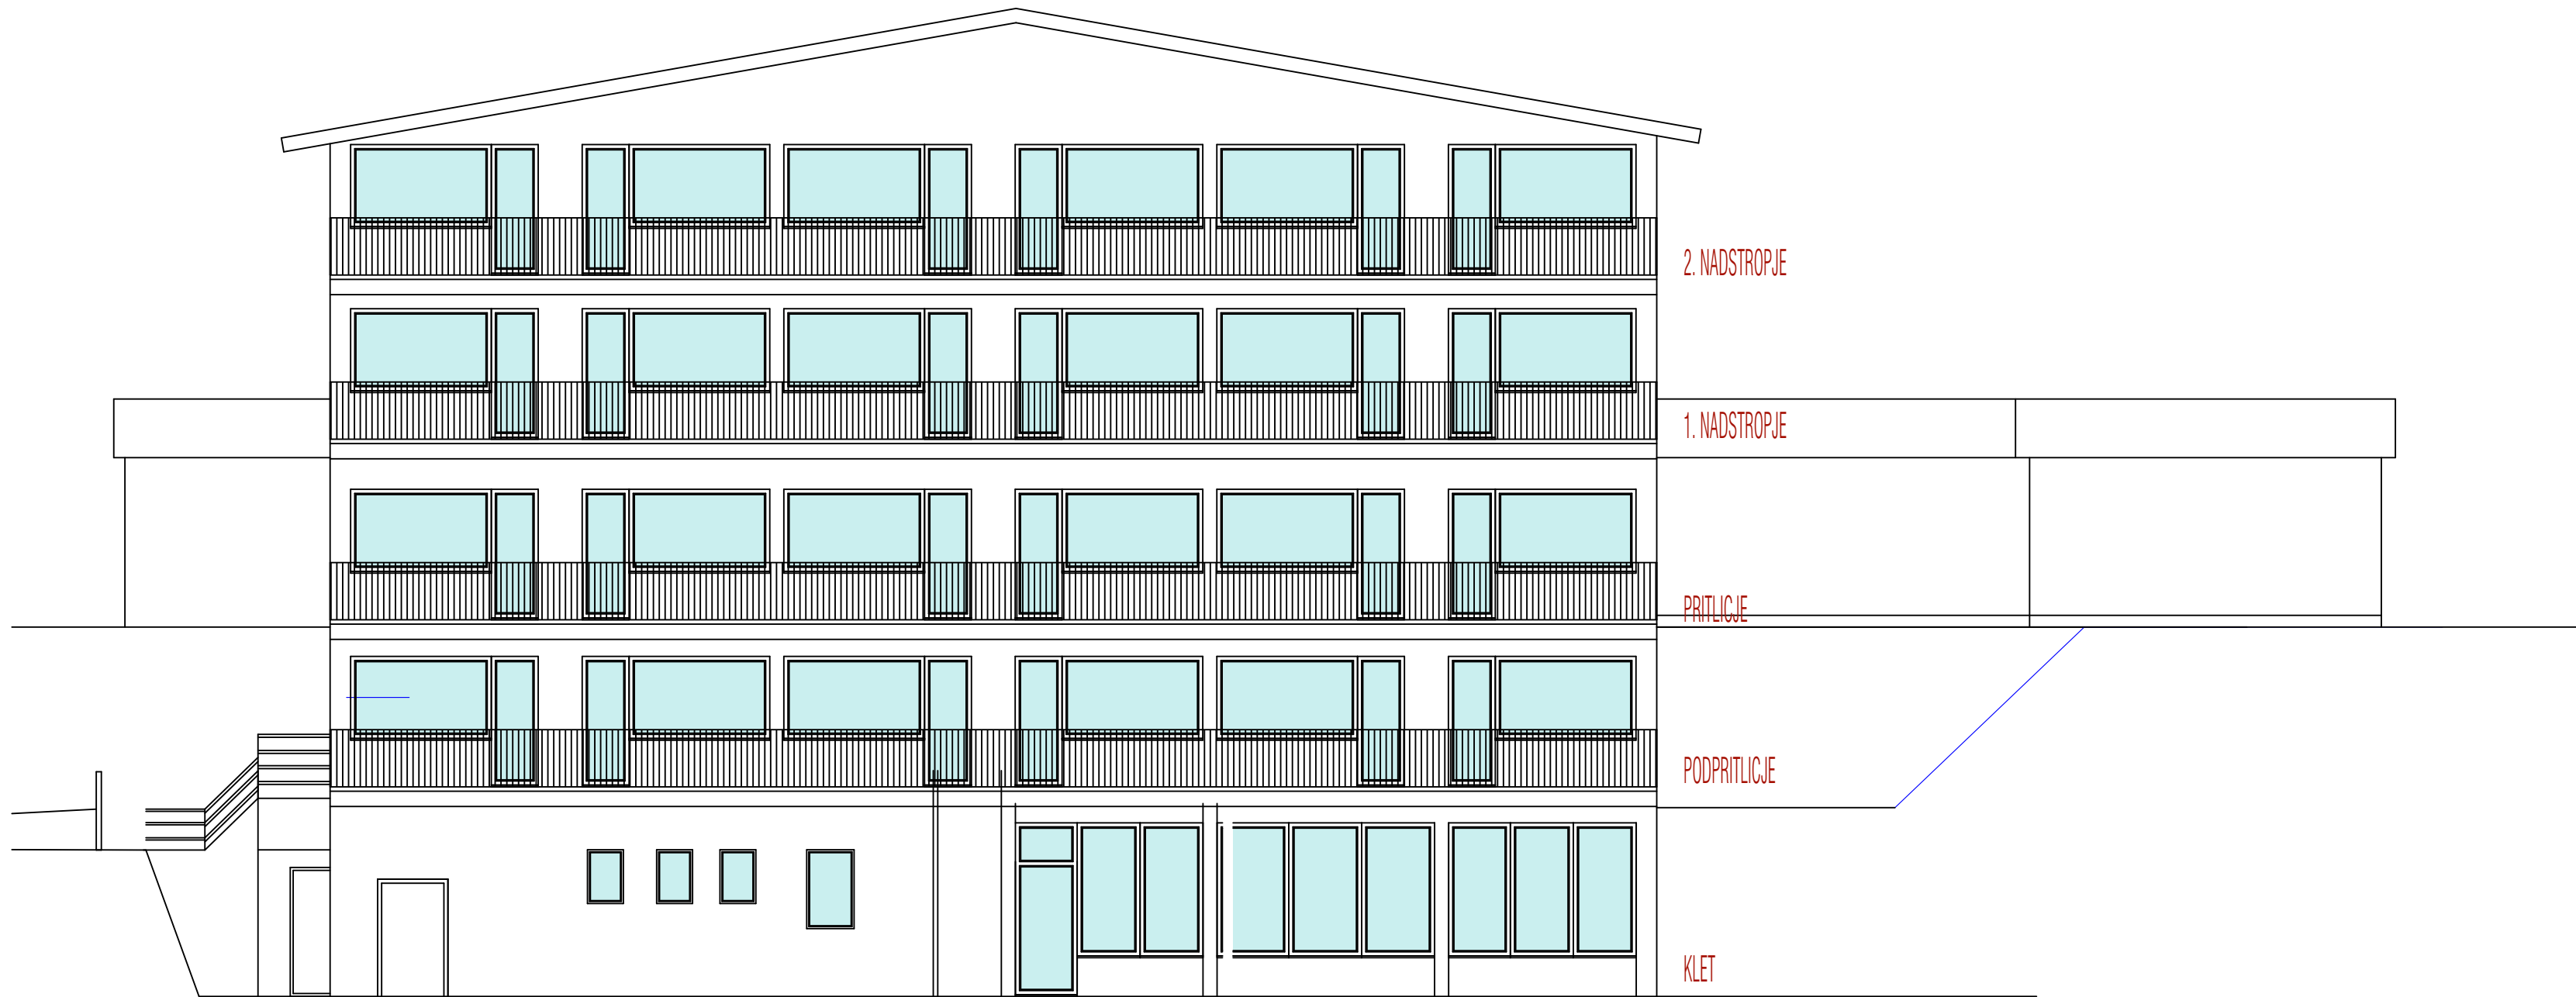 2. NADSTROPJE
1. NADSTROPJE
PRITLICJE
PODPRITLICJE
KLET